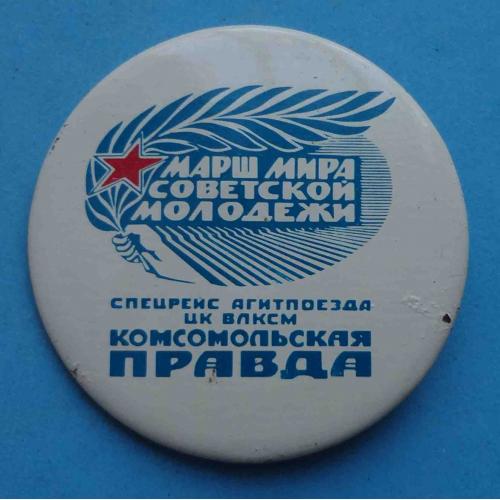 МАРШ МИРА
СОВЕТСКОЙ
МОЛОДЕЖИ
СПЕЦРЕЙС АГИТПОЕЗДА
ЦК ВЛКСМ
КОМСОМОЛЬСКАЯ
ПРАВДА